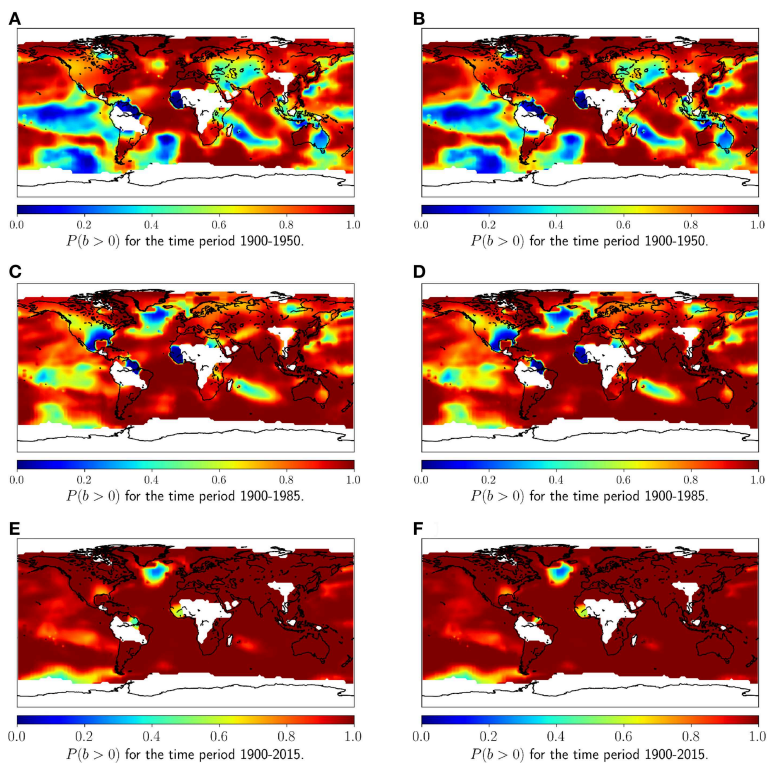 A B
0.0 0.2 0.4 0.6 0.8 1.0 0.0 0.2 0.4 0.6 0.8 1.0
P(b > 0) for the time period 1900-1950. P(b > 0) for the time period 1900-1950.
C D
0.0 0.2 0.4 0.6 0.8 1.0 0.0 0.2 0.4 0.6 0.8 1.0
P(b > 0) for the time period 1900-1985. P(b > 0) for the time period 1900-1985.
E F
0.0 0.2 0.4 0.6 0.8 1.0 0.0 0.2 0.4 0.6 0.8 1.0
P(b > 0) for the time period 1900-2015. P(b > 0) for the time period 1900-2015.